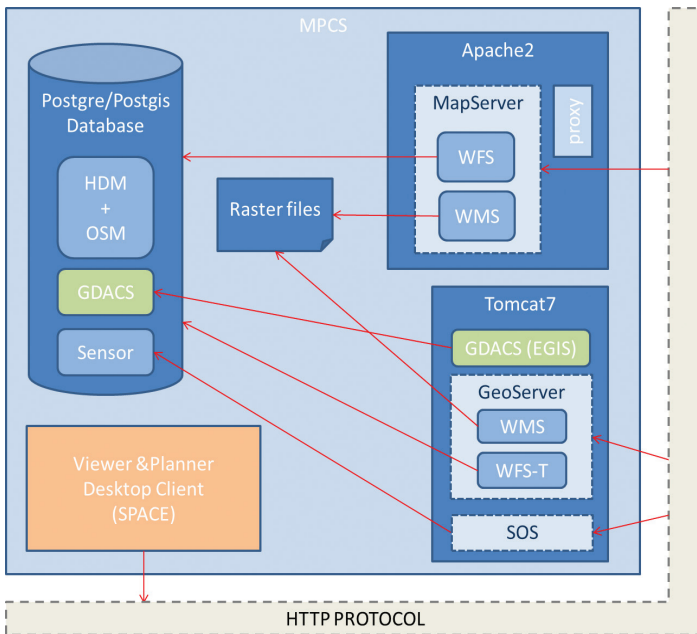 MPCS
Postgre/Postgis
Database
HDM
+
OSM
GDACS
Sensor
Raster files
Apache2
MapServer
WFS
WMS
proxy
Tomcat7
GDACS (EGIS)
GeoServer
WMS
WFS-T
SOS
Viewer &Planner
Desktop Client
(SPACE)
HTTP PROTOCOL